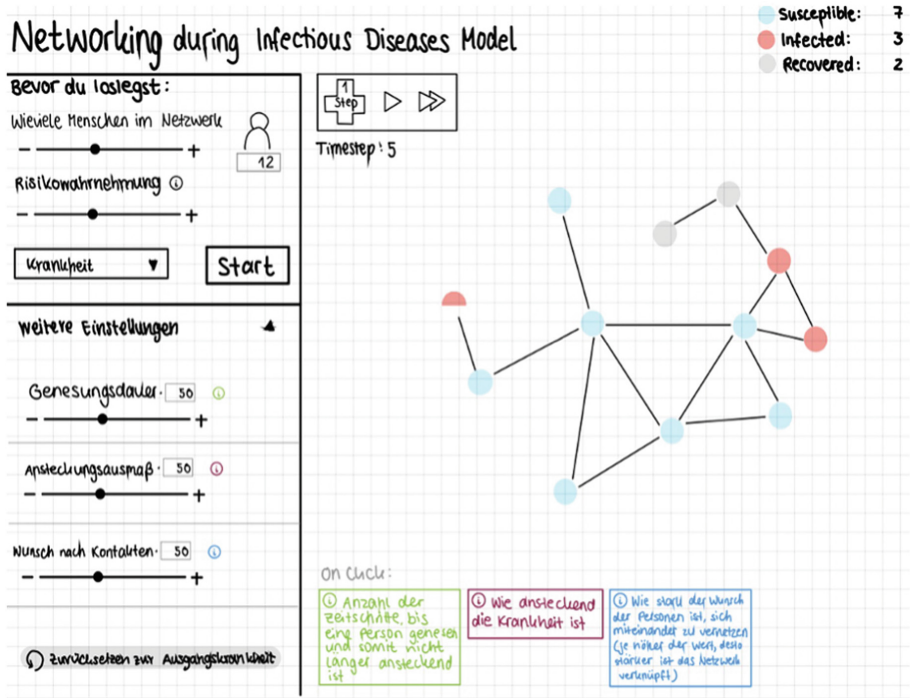 Networking during Infectious Diseases Model
Susceptible: 7
Infected: 3
Recovered: 2
Bevor du loslegst:
Wieviele Menschen im Netzwerk
12
Risikowahrnehmung i
Krankheit
Start
1
Step
Timestep: 5
Weitere Einstellungen
Genesungsdauer · 50 i
Ansteckungsausmaß · 50 i
Wunsch nach Kontakten · 50 i
Zurücksetzen zur Ausgangskrankheit
On Click:
i Anzahl der
Zeitschritte, bis
eine Person genesen
und somit nicht
länger ansteckend
ist
i Wie ansteckend
die Krankheit ist
i Wie stark der Wunsch
der Personen ist, sich
miteinander zu vernetzen
(je höher der Wert, desto
stärker ist das Netzwerk
verknüpft)